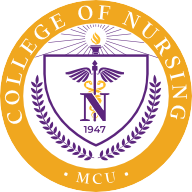 COLLEGE OF NURSING
N
1947
· MCU ·